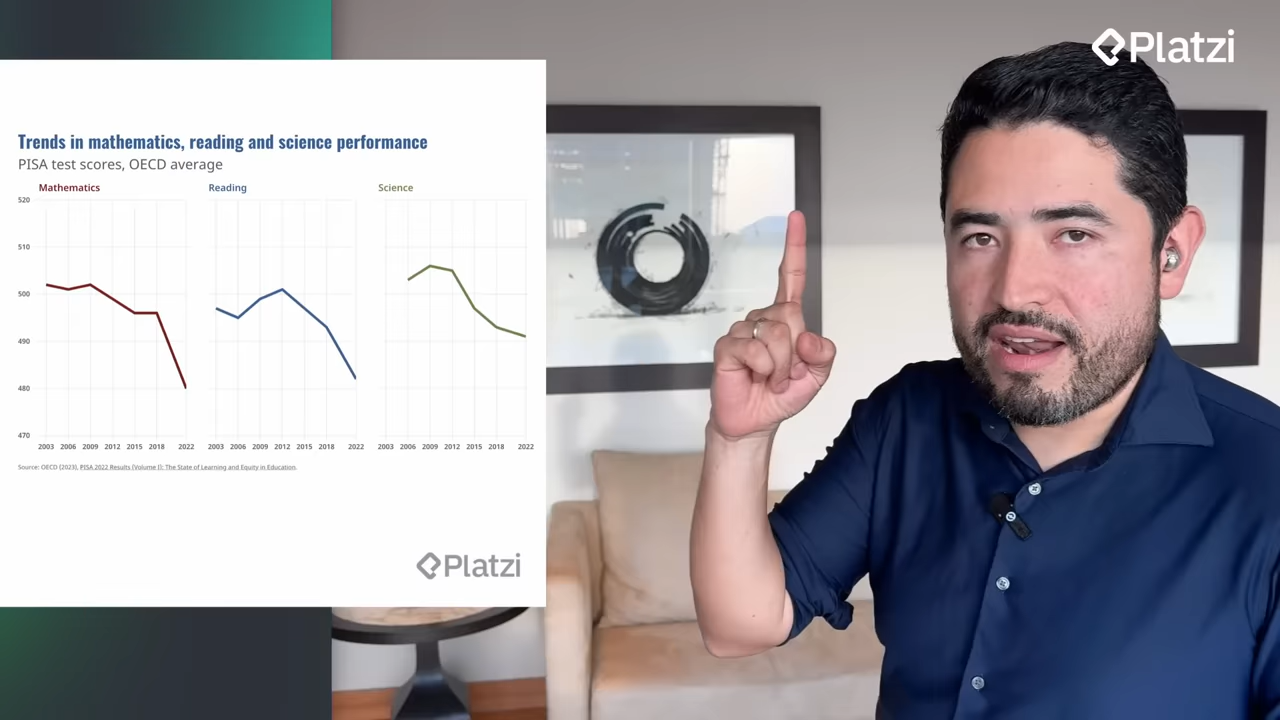 Platzi
Trends in mathematics, reading and science performance
PISA test scores, OECD average
Mathematics Reading Science
520
510
500
490
480
470
2003 2006 2009 2012 2015 2018 2022 2003 2006 2009 2012 2015 2018 2022 2003 2006 2009 2012 2015 2018 2022
Source: OECD (2023), PISA 2022 Results (Volume I): The State of Learning and Equity in Education.
Platzi